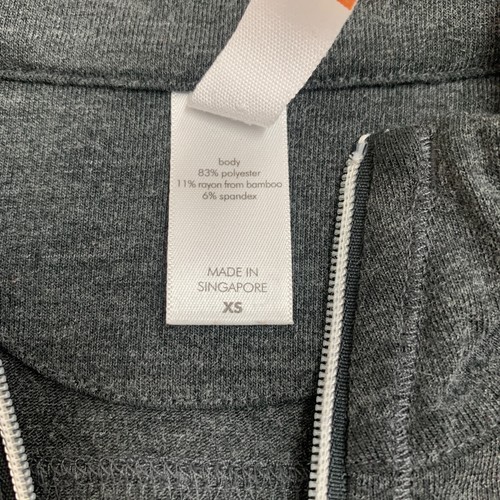 body
83% polyester
11% rayon from bamboo
6% spandex
MADE IN
SINGAPORE
XS